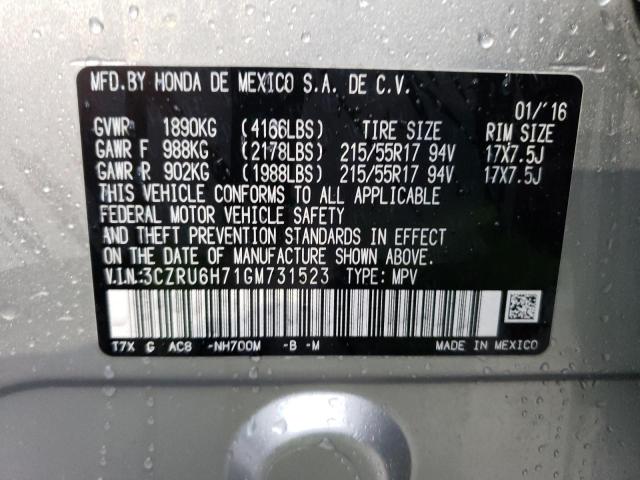 MFD.BY HONDA DE MEXICO S.A. DE C.V.
01/'16
GVWR 1890KG (4166LBS) TIRE SIZE RIM SIZE
GAWR F 988KG (2178LBS) 215/55R17 94V 17X7.5J
GAWR R 902KG (1988LBS) 215/55R17 94V 17X7.5J
THIS VEHICLE CONFORMS TO ALL APPLICABLE
FEDERAL MOTOR VEHICLE SAFETY
AND THEFT PREVENTION STANDARDS IN EFFECT
ON THE DATE OF MANUFACTURE SHOWN ABOVE.
V.I.N.:3CZRU6H71GM731523 TYPE: MPV
T7X G AC8 -NH700M -B -M MADE IN MEXICO